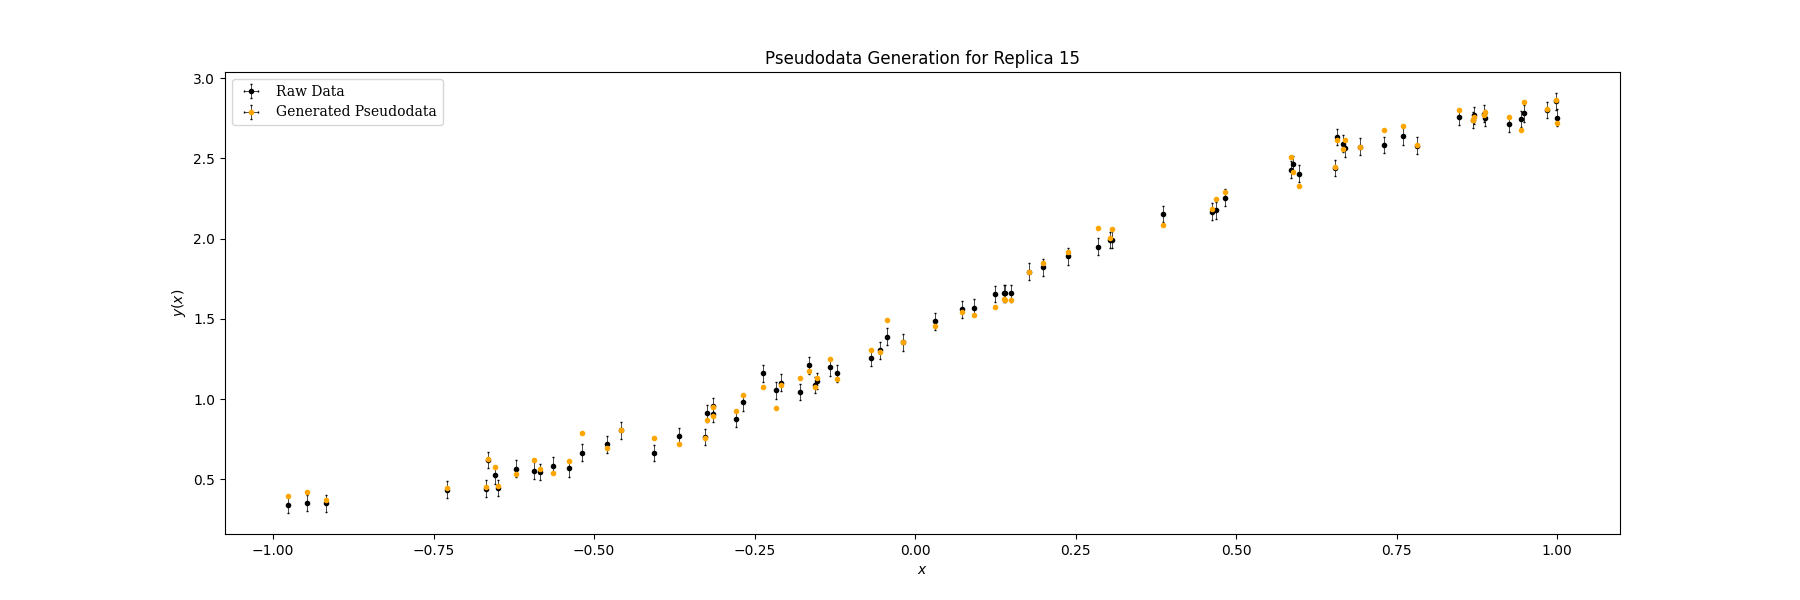 Pseudodata Generation for Replica 15
Raw Data
Generated Pseudodata
y(x)
3.0
2.5
2.0
1.5
1.0
0.5
−1.00 −0.75 −0.50 −0.25 0.00 0.25 0.50 0.75 1.00
x